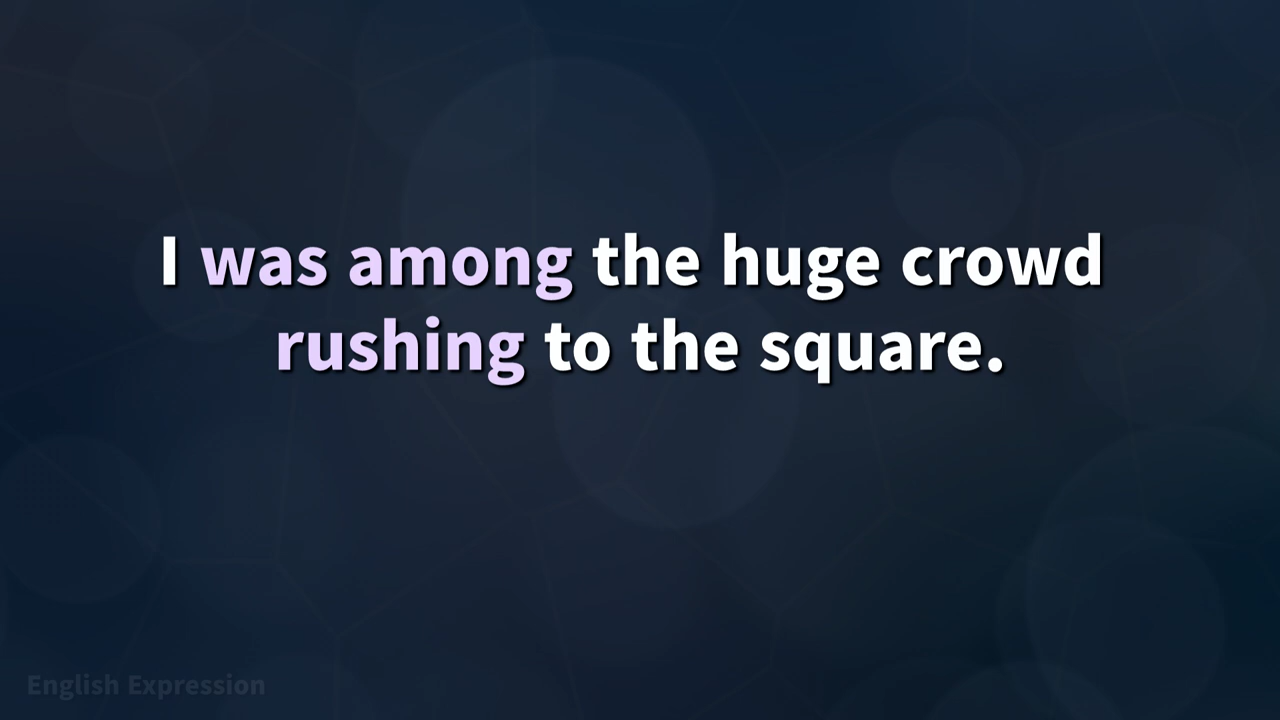 I was among the huge crowd
rushing to the square.
English Expression